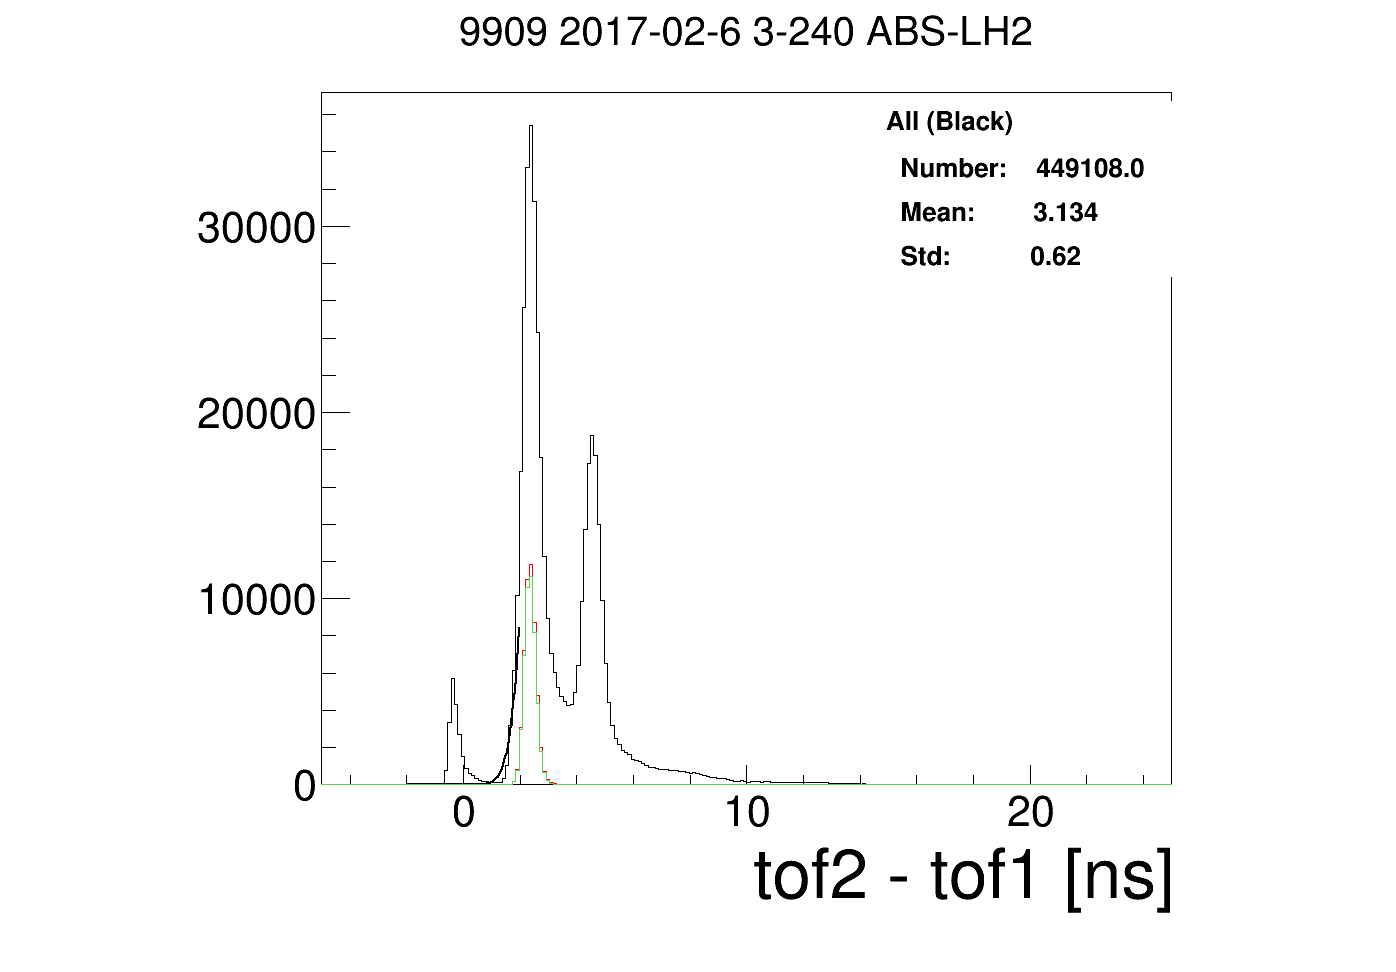 9909 2017-02-6 3-240 ABS-LH2
All (Black)
Number: 449108.0
Mean: 3.134
Std: 0.62
30000
20000
10000
0
0 10 20
tof2 - tof1 [ns]